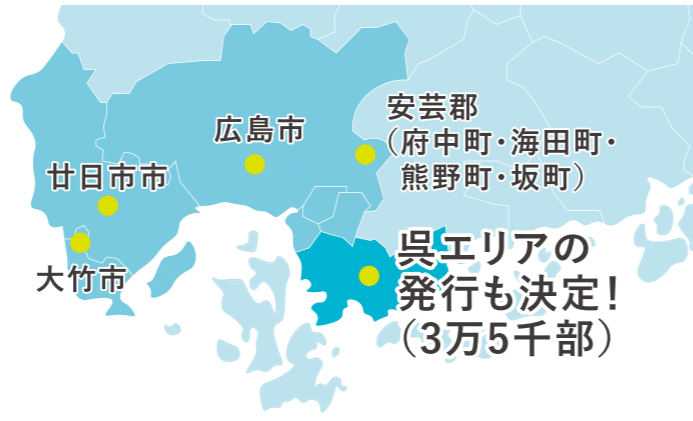 広島市
安芸郡
（府中町・海田町・
熊野町・坂町）
廿日市市
大竹市
呉エリアの
発行も決定！
（3万5千部）